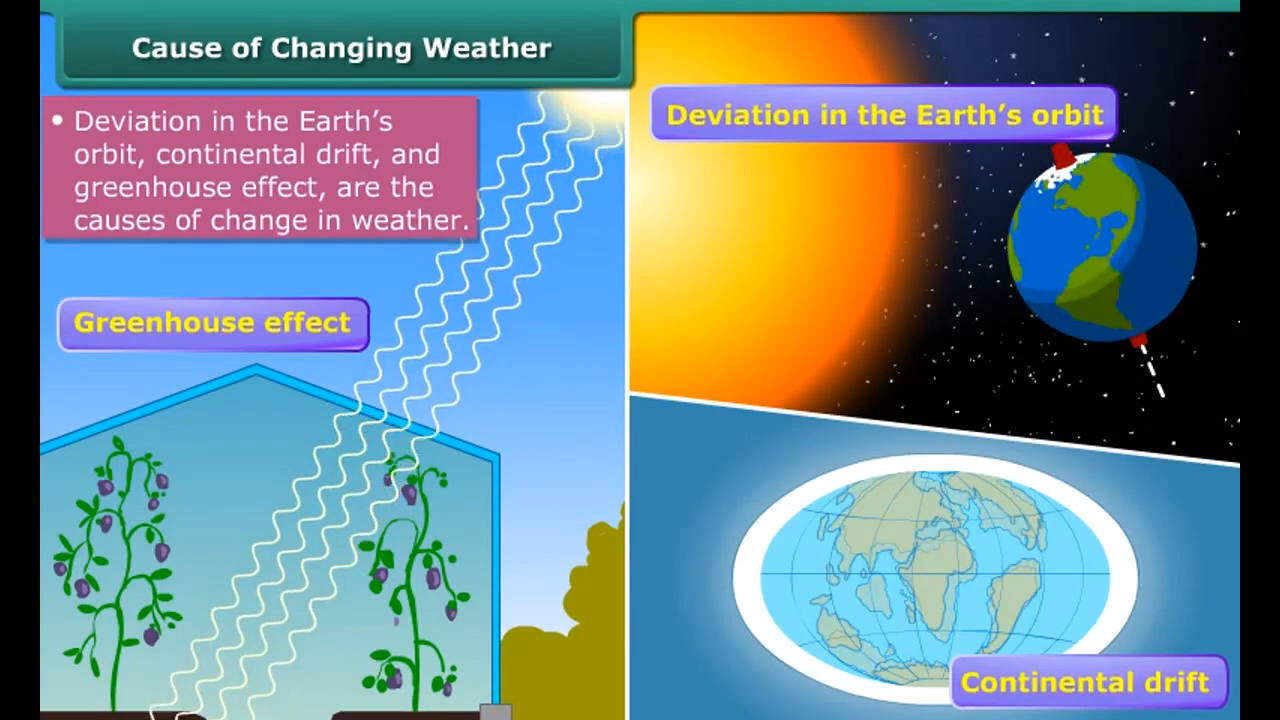 Cause of Changing Weather
• Deviation in the Earth’s
orbit, continental drift, and
greenhouse effect, are the
causes of change in weather.
Greenhouse effect
Deviation in the Earth’s orbit
Continental drift